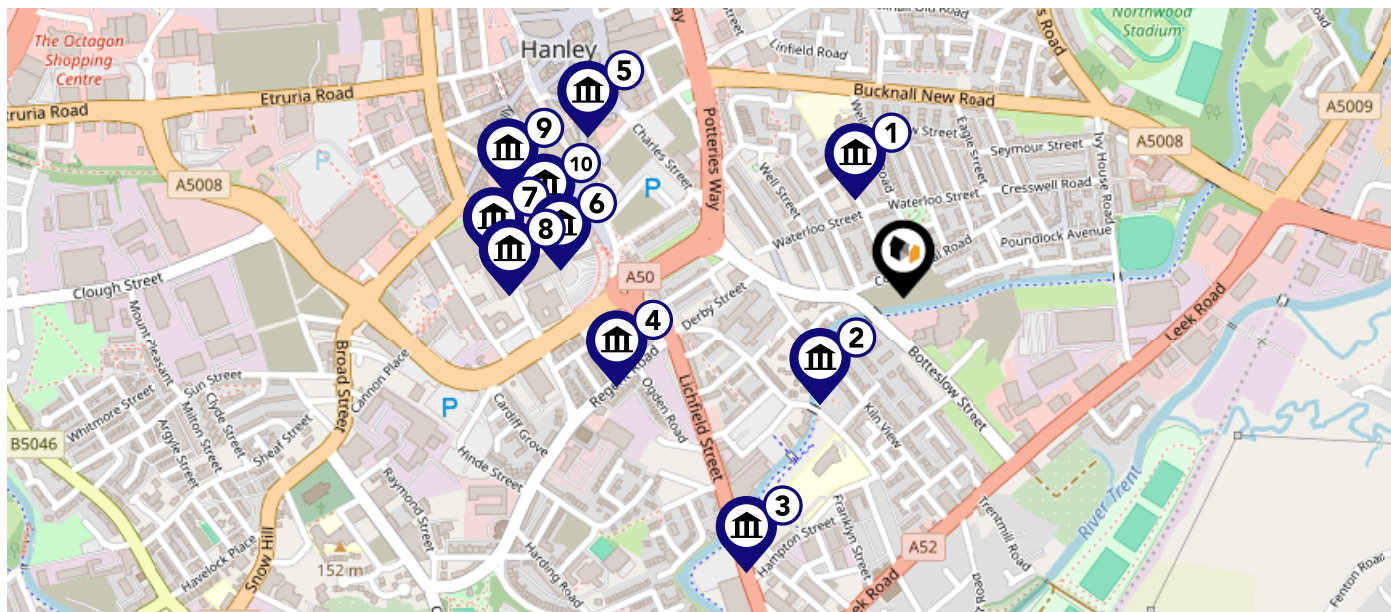 Northwood
Stadium
The Octagon
Shopping
Centre
Hanley
Linfield Road
5
Etruria Road
Bucknall New Road
A5009
9
Potteries Way
1
Eagle Street
Seymour Street
A5008
Ivy House Road
P
10
Charles Street
P
Well Street
Cresswell Road
A5008
7
6
Waterloo Street
Waterloo Street
8
Poundlock Avenue
Clough Street
A50
Derby Street
4
2
Leek Road
Mount Pleasant
Broad Street
Cannon Place
Regent Road
Botteslow Street
Sun Street
Whitmore Street
Clyde Street
Milton Street
Argyle Street
Sheaf Street
P
Cardiff Grove
Ogden Road
Lichfield Street
Kiln View
B5046
Hinde Street
Raymond Street
River Trent
3
Franklyn Street
Trentmill Road
Hampton Street
A52
Havelock Place
Snow Hill
152 m
Harding Road
ek Road
Road
Fenton Road